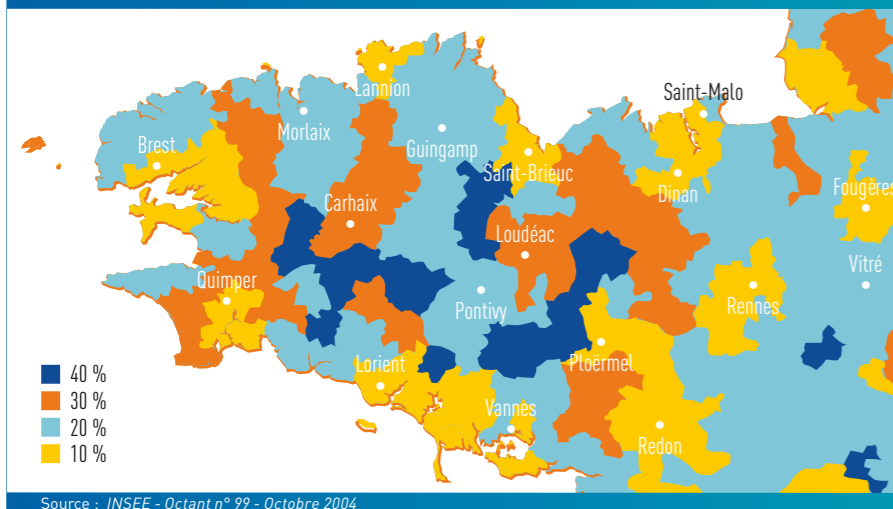 Saint-Malo
Lannion
Morlaix
Guingamp
Brest
Saint-Brieuc
Dinan
Fougères
Carhaix
Loudéac
Vitré
Quimper
Pontivy
Rennes
Ploërmel
Lorient
Vannes
Redon
40 %
30 %
20 %
10 %
Source : INSEE - Octant n° 99 - Octobre 2004